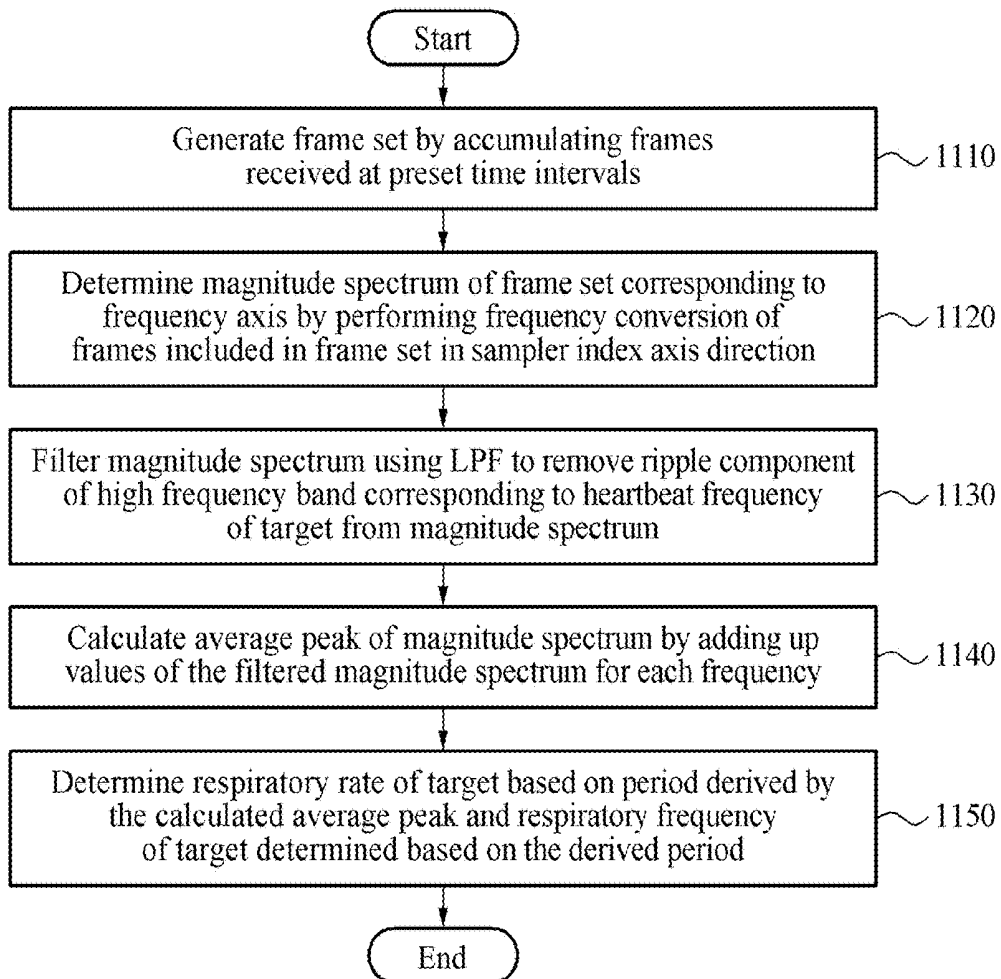 Start
Generate frame set by accumulating frames
received at preset time intervals
1110
Determine magnitude spectrum of frame set corresponding to
frequency axis by performing frequency conversion of
frames included in frame set in sampler index axis direction
1120
Filter magnitude spectrum using LPF to remove ripple component
of high frequency band corresponding to heartbeat frequency
of target from magnitude spectrum
1130
Calculate average peak of magnitude spectrum by adding up
values of the filtered magnitude spectrum for each frequency
1140
Determine respiratory rate of target based on period derived by
the calculated average peak and respiratory frequency
of target determined based on the derived period
1150
End